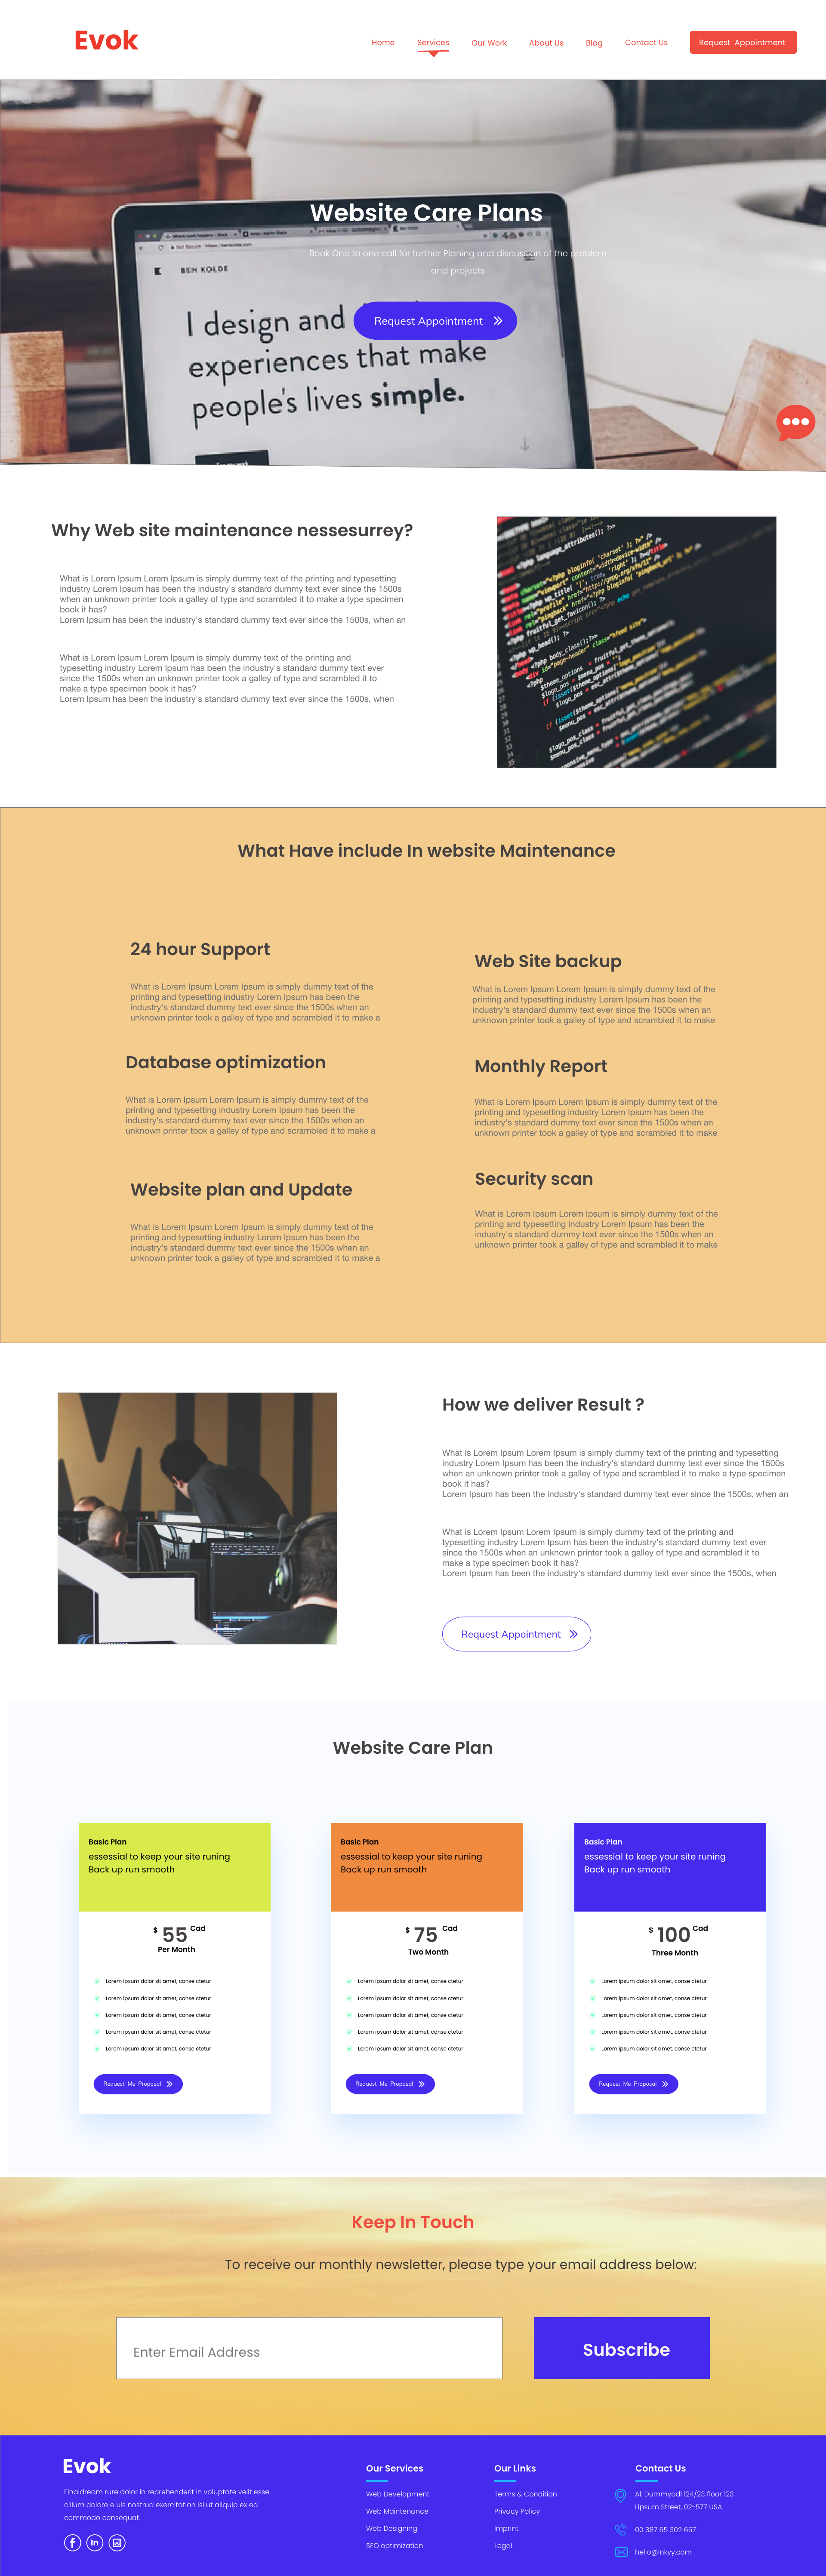 Evok
Home Services Our Work About Us Blog Contact Us Request Appointment
Website Care Plans
Book One to one call for further Planing and discussion of the problem
and projects
BEN KOLDE
I design and
Request Appointment
experiences that make
people's lives simple.
Why Web site maintenance nessesurrey?
What is Lorem Ipsum Lorem Ipsum is simply dummy text of the printing and typesetting
industry Lorem Ipsum has been the industry's standard dummy text ever since the 1500s
when an unknown printer took a galley of type and scrambled it to make a type specimen
book it has?
Lorem Ipsum has been the industry's standard dummy text ever since the 1500s, when an
What is Lorem Ipsum Lorem Ipsum is simply dummy text of the printing and
typesetting industry Lorem Ipsum has been the industry's standard dummy text ever
since the 1500s when an unknown printer took a galley of type and scrambled it to
make a type specimen book it has?
Lorem Ipsum has been the industry's standard dummy text ever since the 1500s, when
What Have include In website Maintenance
24 hour Support
What is Lorem Ipsum Lorem Ipsum is simply dummy text of the
printing and typesetting industry Lorem Ipsum has been the
industry's standard dummy text ever since the 1500s when an
unknown printer took a galley of type and scrambled it to make a
Web Site backup
What is Lorem Ipsum Lorem Ipsum is simply dummy text of the
printing and typesetting industry Lorem Ipsum has been the
industry's standard dummy text ever since the 1500s when an
unknown printer took a galley of type and scrambled it to make
Database optimization
What is Lorem Ipsum Lorem Ipsum is simply dummy text of the
printing and typesetting industry Lorem Ipsum has been the
industry's standard dummy text ever since the 1500s when an
unknown printer took a galley of type and scrambled it to make a
Monthly Report
What is Lorem Ipsum Lorem Ipsum is simply dummy text of the
printing and typesetting industry Lorem Ipsum has been the
industry's standard dummy text ever since the 1500s when an
unknown printer took a galley of type and scrambled it to make
Website plan and Update
What is Lorem Ipsum Lorem Ipsum is simply dummy text of the
printing and typesetting industry Lorem Ipsum has been the
industry's standard dummy text ever since the 1500s when an
unknown printer took a galley of type and scrambled it to make a
Security scan
What is Lorem Ipsum Lorem Ipsum is simply dummy text of the
printing and typesetting industry Lorem Ipsum has been the
industry's standard dummy text ever since the 1500s when an
unknown printer took a galley of type and scrambled it to make
How we deliver Result ?
What is Lorem Ipsum Lorem Ipsum is simply dummy text of the printing and typesetting
industry Lorem Ipsum has been the industry's standard dummy text ever since the 1500s
when an unknown printer took a galley of type and scrambled it to make a type specimen
book it has?
Lorem Ipsum has been the industry's standard dummy text ever since the 1500s, when an
What is Lorem Ipsum Lorem Ipsum is simply dummy text of the printing and
typesetting industry Lorem Ipsum has been the industry's standard dummy text ever
since the 1500s when an unknown printer took a galley of type and scrambled it to
make a type specimen book it has?
Lorem Ipsum has been the industry's standard dummy text ever since the 1500s, when
Request Appointment
Website Care Plan
Basic Plan
essessial to keep your site runing
Back up run smooth
$ 55 Cad
Per Month
Lorem ipsum dolor sit amet, conse ctetur
Lorem ipsum dolor sit amet, conse ctetur
Lorem ipsum dolor sit amet, conse ctetur
Lorem ipsum dolor sit amet, conse ctetur
Lorem ipsum dolor sit amet, conse ctetur
Request Me Proposal
Basic Plan
essessial to keep your site runing
Back up run smooth
$ 75 Cad
Two Month
Lorem ipsum dolor sit amet, conse ctetur
Lorem ipsum dolor sit amet, conse ctetur
Lorem ipsum dolor sit amet, conse ctetur
Lorem ipsum dolor sit amet, conse ctetur
Lorem ipsum dolor sit amet, conse ctetur
Request Me Proposal
Basic Plan
essessial to keep your site runing
Back up run smooth
$ 100 Cad
Three Month
Lorem ipsum dolor sit amet, conse ctetur
Lorem ipsum dolor sit amet, conse ctetur
Lorem ipsum dolor sit amet, conse ctetur
Lorem ipsum dolor sit amet, conse ctetur
Lorem ipsum dolor sit amet, conse ctetur
Request Me Proposal
Keep In Touch
To receive our monthly newsletter, please type your email address below:
Enter Email Address
Subscribe
Evok
Finaldream rure dolor in reprehenderit in voluptate velit esse
cillum dolore e uis nostrud exercitation isi ut aliquip ex ea
commodo consequat.
Our Services
Web Development
Web Maintenance
Web Designing
SEO optimization
Our Links
Terms & Condition
Privacy Policy
Imprint
Legal
Contact Us
Al. Dummyodl 124/23 floor 123
Lipsum Street, 02-577 USA.
00 387 65 302 657
hello@inkyy.com